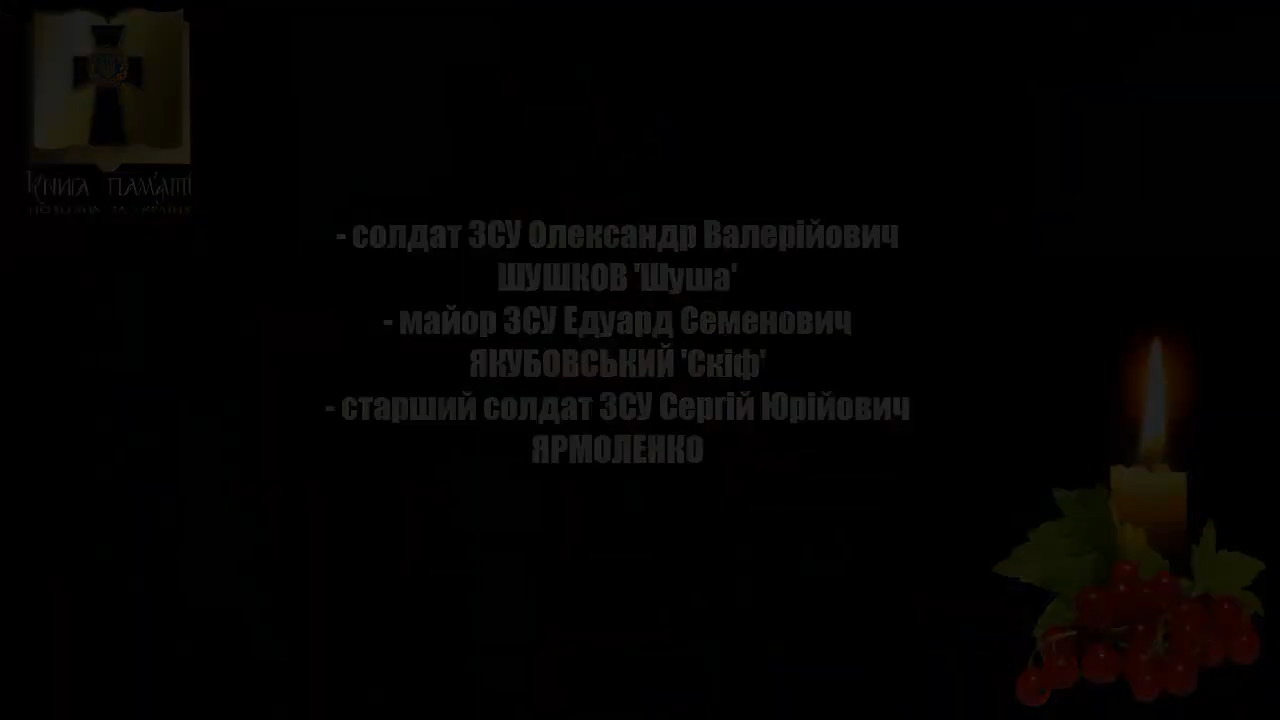 Книга пам'яті
- солдат ЗСУ Олександр Валерійович
ШУШКОВ 'Шуша'
- майор ЗСУ Едуард Семенович
ЯКУБОВСЬКИЙ 'Скіф'
- старший солдат ЗСУ Сергій Юрійович
ЯРМОЛЕНКО